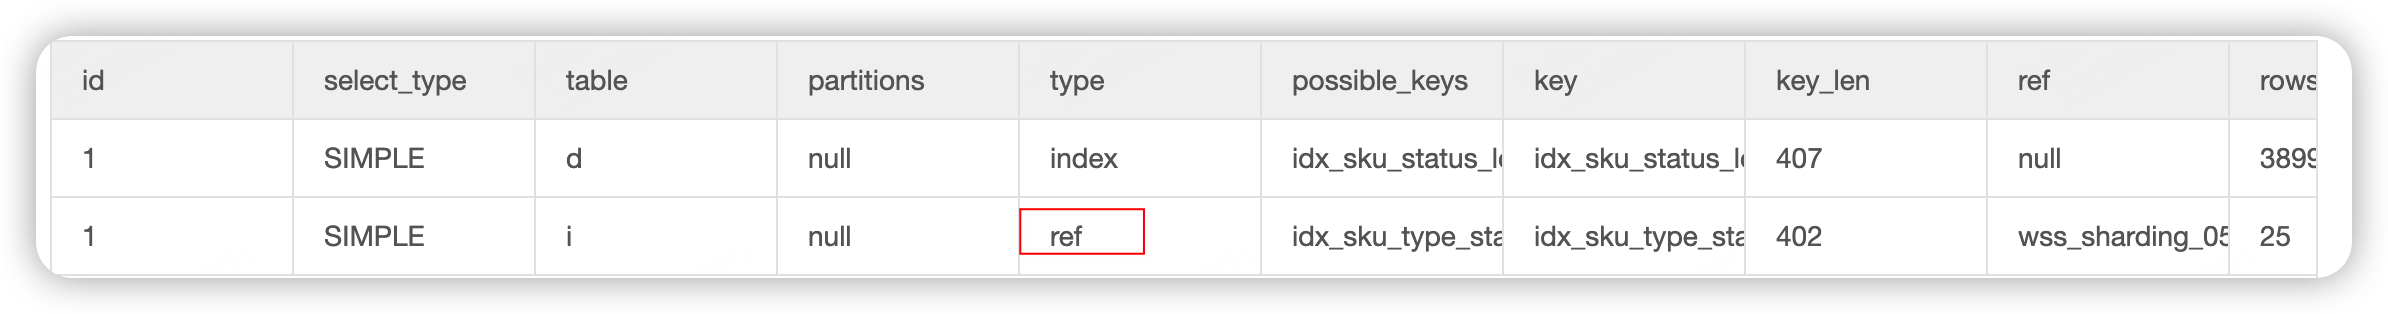 id select_type table partitions type possible_keys key key_len ref rows
1 SIMPLE d null index idx_sku_status_l idx_sku_status_l 407 null 3899
1 SIMPLE i null ref idx_sku_type_sta idx_sku_type_sta 402 wss_sharding_05 25